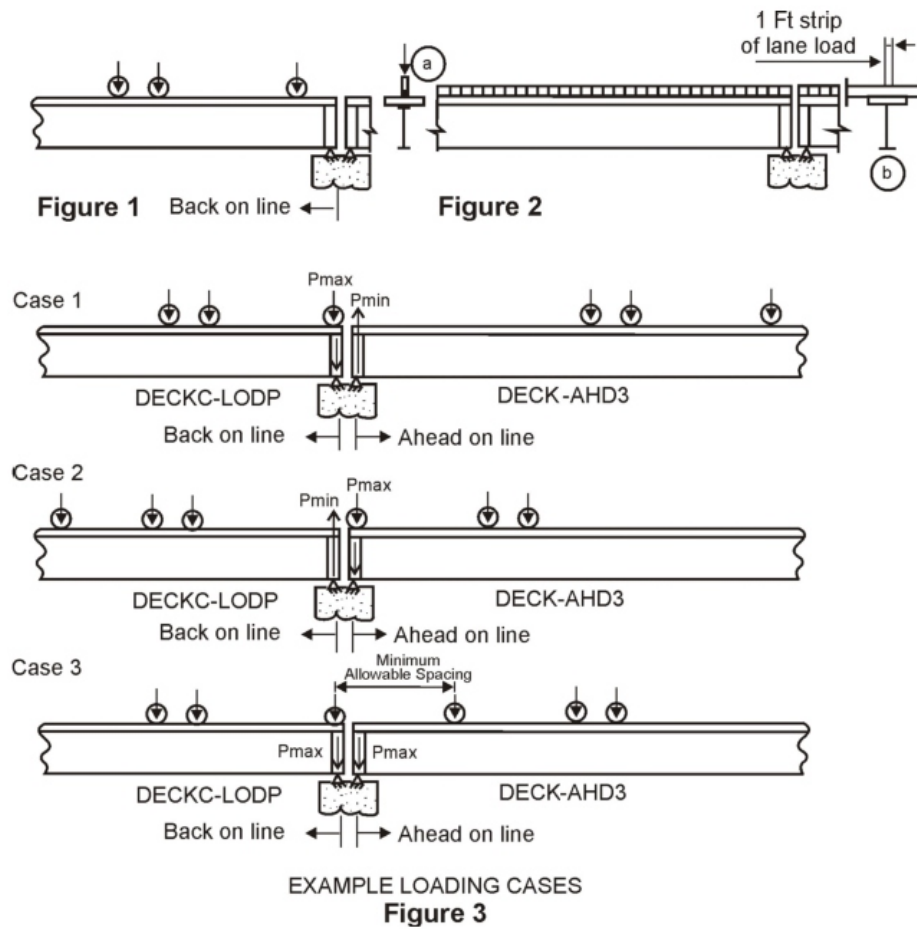 1 Ft strip
of lane load
a
b
Figure 1
Back on line
Figure 2
Case 1
Pmax
Pmin
DECKC-LODP
DECK-AHD3
Back on line
Ahead on line
Case 2
Pmin
Pmax
DECKC-LODP
DECK-AHD3
Back on line
Ahead on line
Case 3
Minimum
Allowable Spacing
Pmax
Pmax
DECKC-LODP
DECK-AHD3
Back on line
Ahead on line
EXAMPLE LOADING CASES
Figure 3